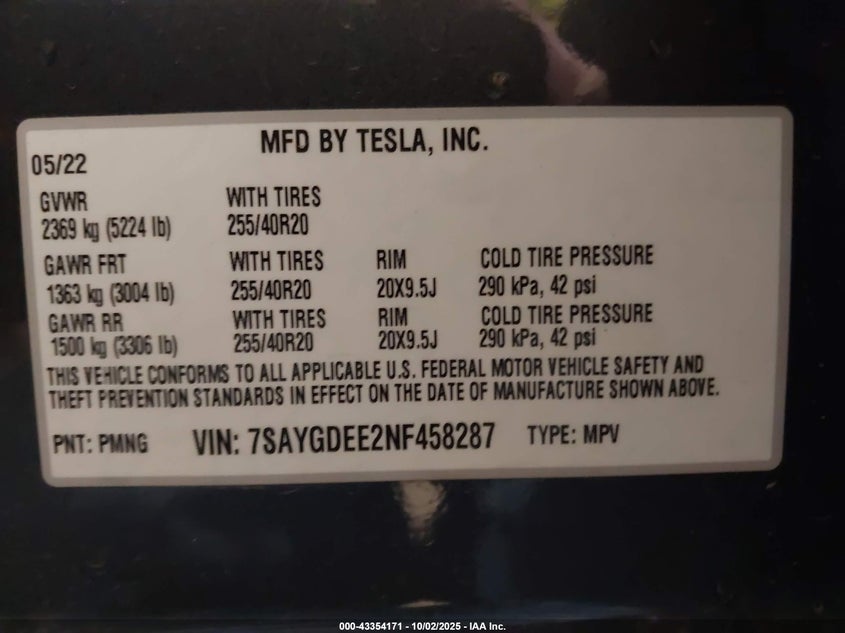 MFD BY TESLA, INC.
05/22
GVWR WITH TIRES
2369 kg (5224 lb) 255/40R20
GAWR FRT WITH TIRES RIM COLD TIRE PRESSURE
1363 kg (3004 lb) 255/40R20 20X9.5J 290 kPa, 42 psi
GAWR RR WITH TIRES RIM COLD TIRE PRESSURE
1500 kg (3306 lb) 255/40R20 20X9.5J 290 kPa, 42 psi
THIS VEHICLE CONFORMS TO ALL APPLICABLE U.S. FEDERAL MOTOR VEHICLE SAFETY AND
THEFT PREVENTION STANDARDS IN EFFECT ON THE DATE OF MANUFACTURE SHOWN ABOVE.
PNT: PMNG VIN: 7SAYGDEE2NF458287 TYPE: MPV
000-43354171 - 10/02/2025 - IAA Inc.